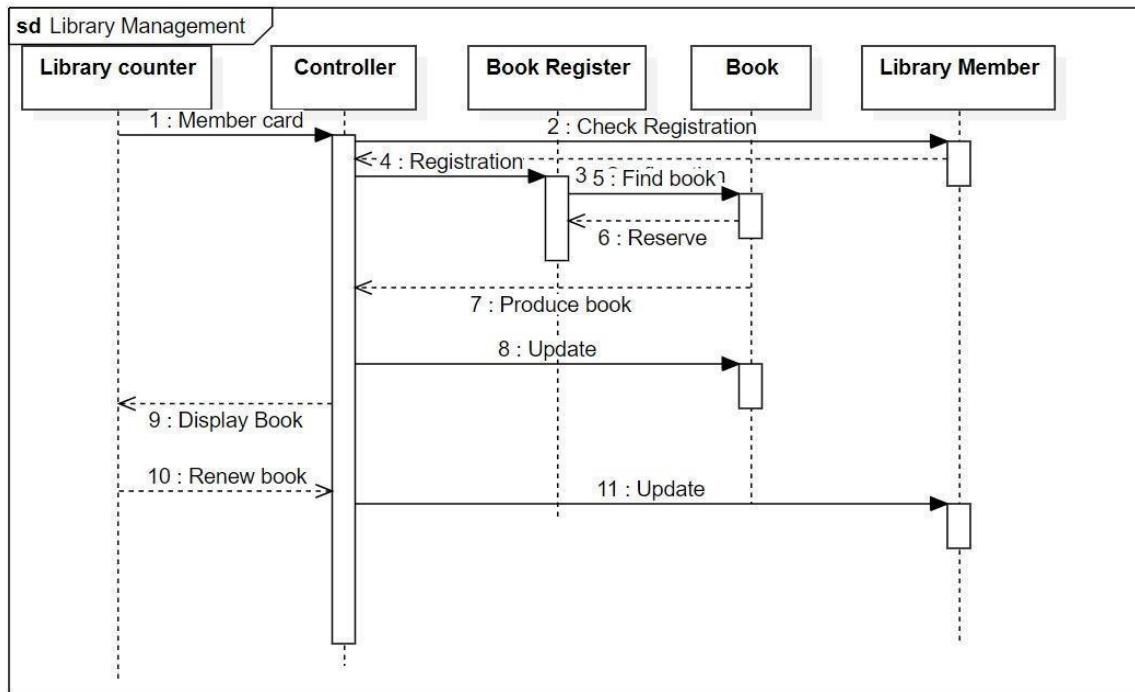 sd Library Management
Library counter
Controller
Book Register
Book
Library Member
1 : Member card
2 : Check Registration
4 : Registration
3
5 : Find book
6 : Reserve
7 : Produce book
8 : Update
9 : Display Book
10 : Renew book
11 : Update